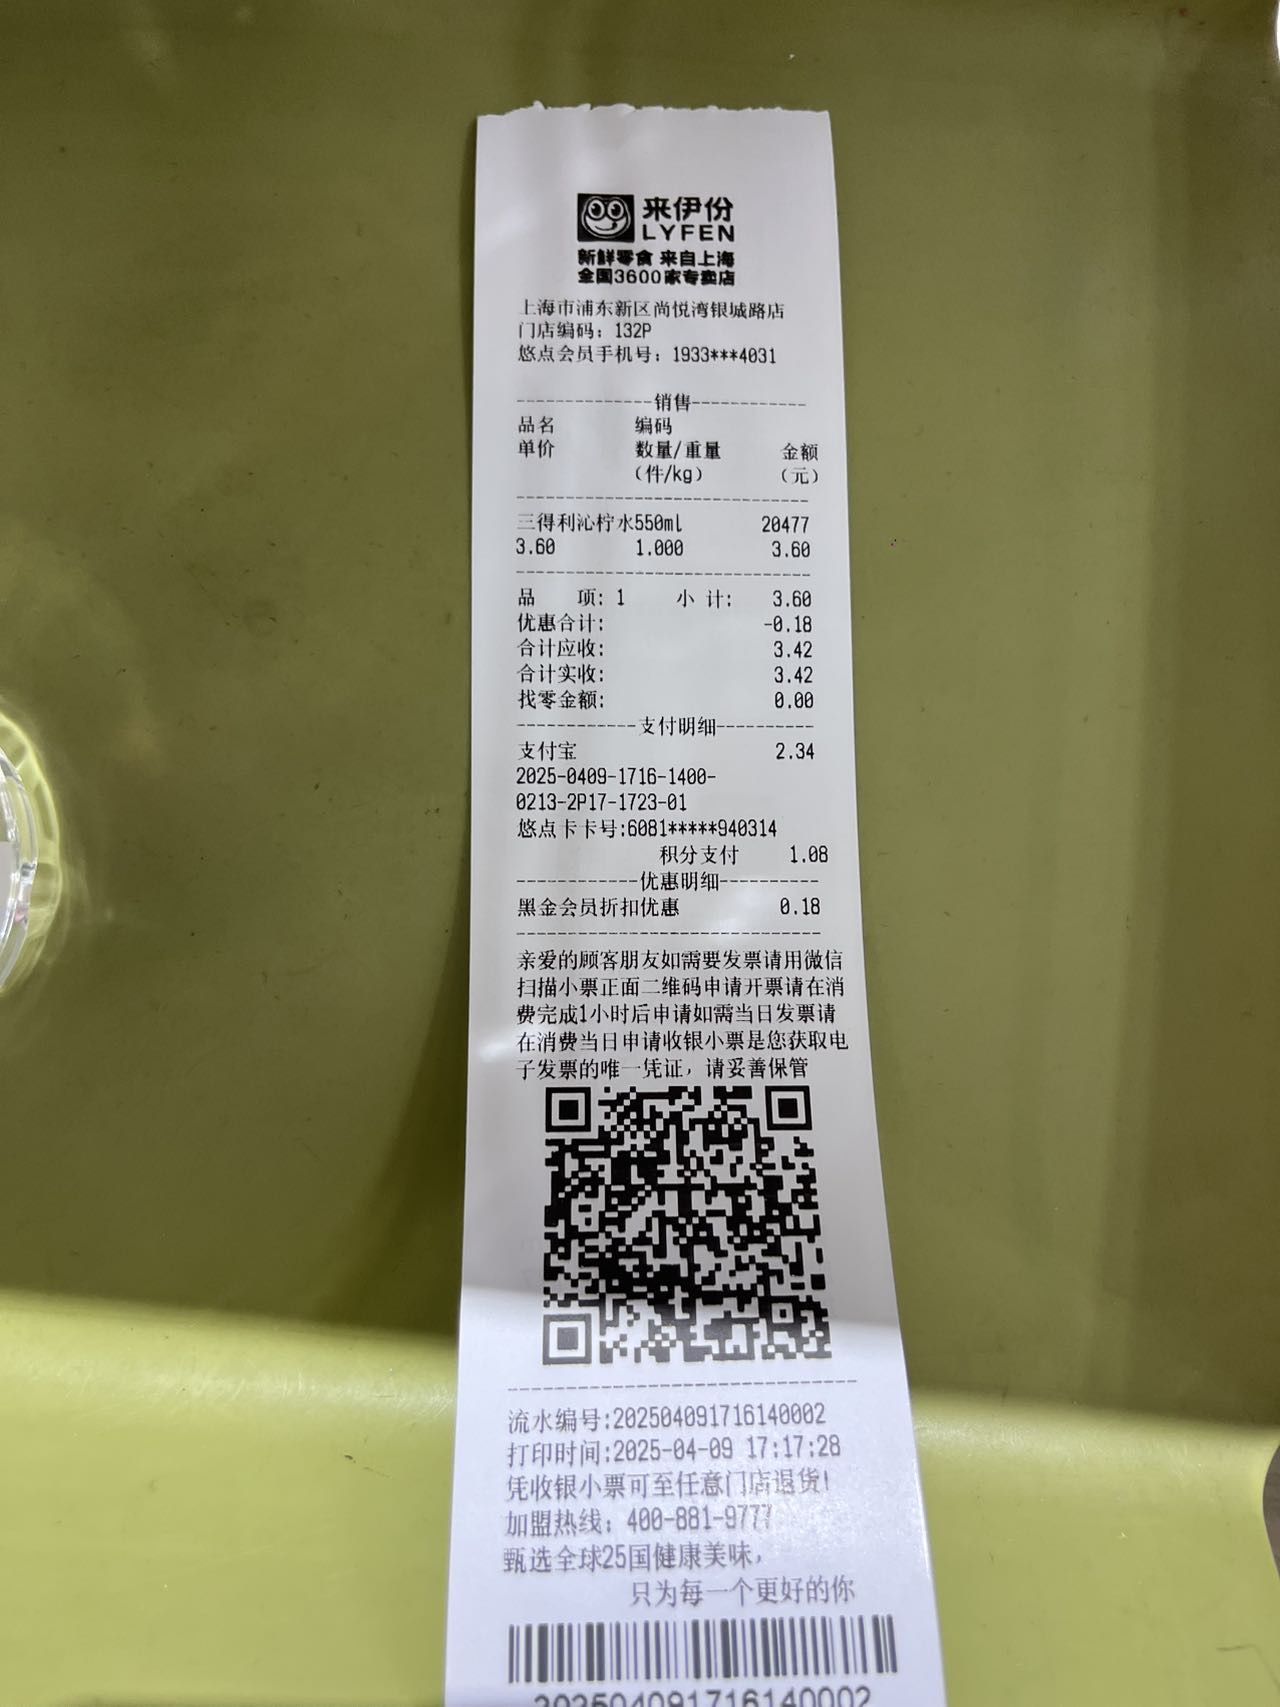 来伊份
LYFEN
新鲜零食 来自上海
全国3600家专卖店
上海市浦东新区尚悦湾银城路店
门店编码: 132P
悠点会员手机号: 1933***4031
--------------销售------------
品名 编码
单价 数量/重量 金额
(件/kg) (元)
------------------------------
三得利沁柠水550ml 20477
3.60 1.000 3.60
------------------------------
品 项: 1 小 计: 3.60
优惠合计: -0.18
合计应收: 3.42
合计实收: 3.42
找零金额: 0.00
------------支付明细----------
支付宝 2.34
2025-0409-1716-1400-
0213-2P17-1723-01
悠点卡卡号:6081*****940314
积分支付 1.08
------------优惠明细----------
黑金会员折扣优惠 0.18
------------------------------
亲爱的顾客朋友如需要发票请用微信
扫描小票正面二维码申请开票请在消
费完成1小时后申请如需当日发票请
在消费当日申请收银小票是您获取电
子发票的唯一凭证，请妥善保管
------------------------------
流水编号:202504091716140002
打印时间:2025-04-09 17:17:28
凭收银小票可至任意门店退货!
加盟热线: 400-881-9777
甄选全球25国健康美味，
只为每一个更好的你
202504091716140002